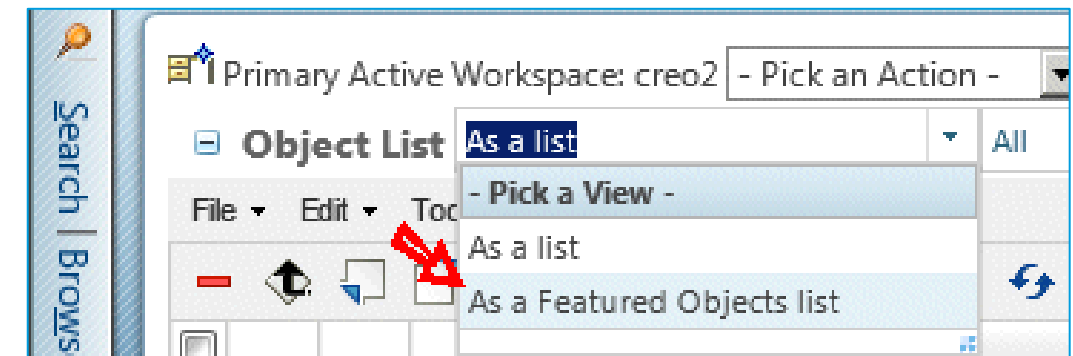 Search | Brows
Primary Active Workspace: creo2 - Pick an Action -
Object List As a list All
- Pick a View -
File Edit Too
As a list
As a Featured Objects list